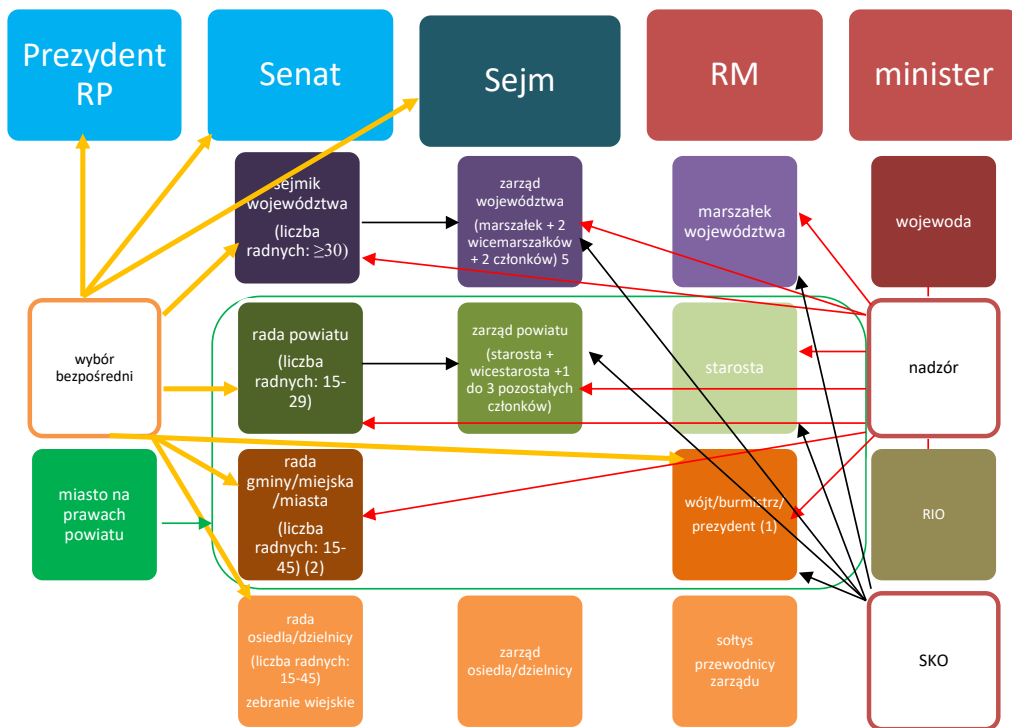 Prezydent
RP
Senat
Sejm
RM
minister
sejmik
województwa
(liczba
radnych: ≥30)
zarząd
województwa
(marszałek + 2
wicemarszałków
+ 2 członków) 5
marszałek
województwa
wojewoda
wybór
bezpośredni
rada powiatu
(liczba
radnych: 15-
29)
zarząd powiatu
(starosta +
wicestarosta +1
do 3 pozostałych
członków)
starosta
nadzór
miasto na
prawach
powiatu
rada
gminy/miejska
/miasta
(liczba
radnych: 15-
45) (2)
wójt/burmistrz/
prezydent (1)
RIO
rada
osiedla/dzielnicy
(liczba radnych:
15-45)
zebranie wiejskie
zarząd
osiedla/dzielnicy
sołtys
przewodnicy
zarządu
SKO